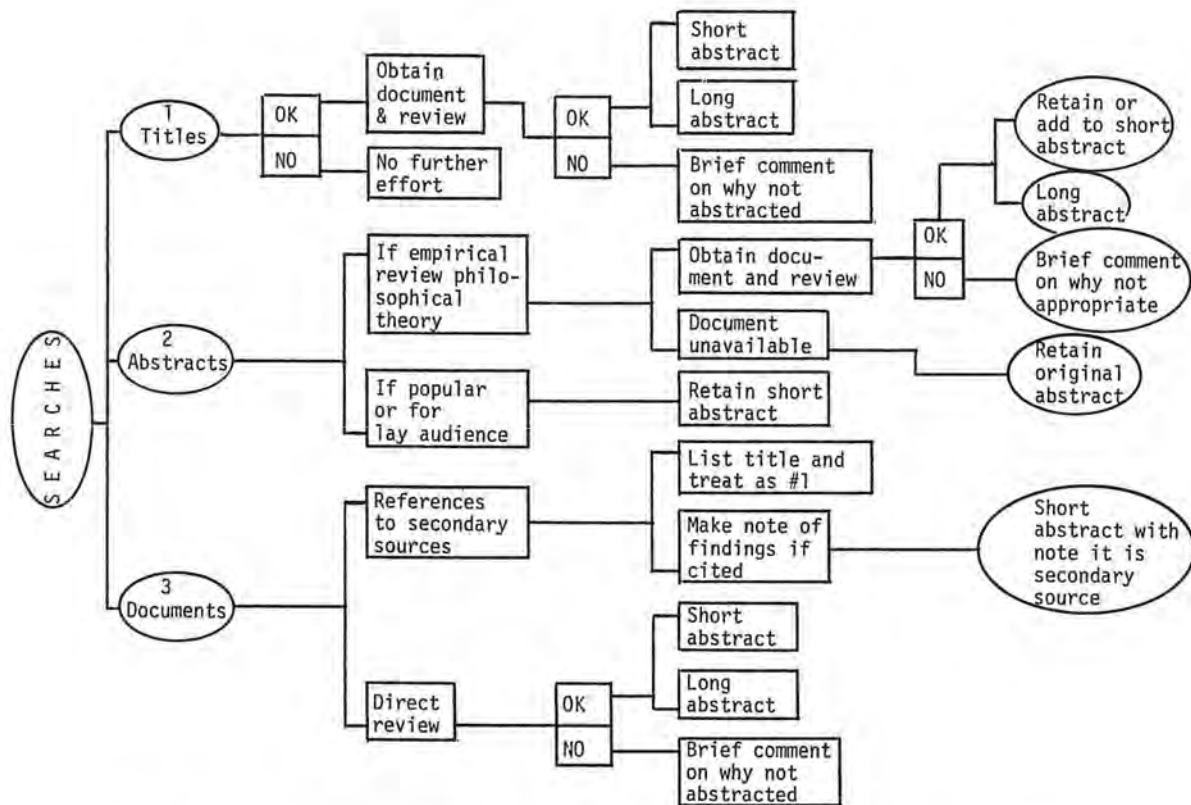 SEARCHES
1
Titles
OK
NO
Obtain
document
& review
No further
effort
OK
NO
Short
abstract
Long
abstract
Brief comment
on why not
abstracted
2
Abstracts
If empirical
review philo-
sophical
theory
If popular
or for
lay audience
Obtain docu-
ment and review
Document
unavailable
Retain short
abstract
OK
NO
Retain or
add to short
abstract
Long
abstract
Brief comment
on why not
appropriate
Retain
original
abstract
3
Documents
References
to secondary
sources
Direct
review
List title and
treat as #1
Make note of
findings if
cited
Short
abstract with
note it is
secondary
source
OK
NO
Short
abstract
Long
abstract
Brief comment
on why not
abstracted